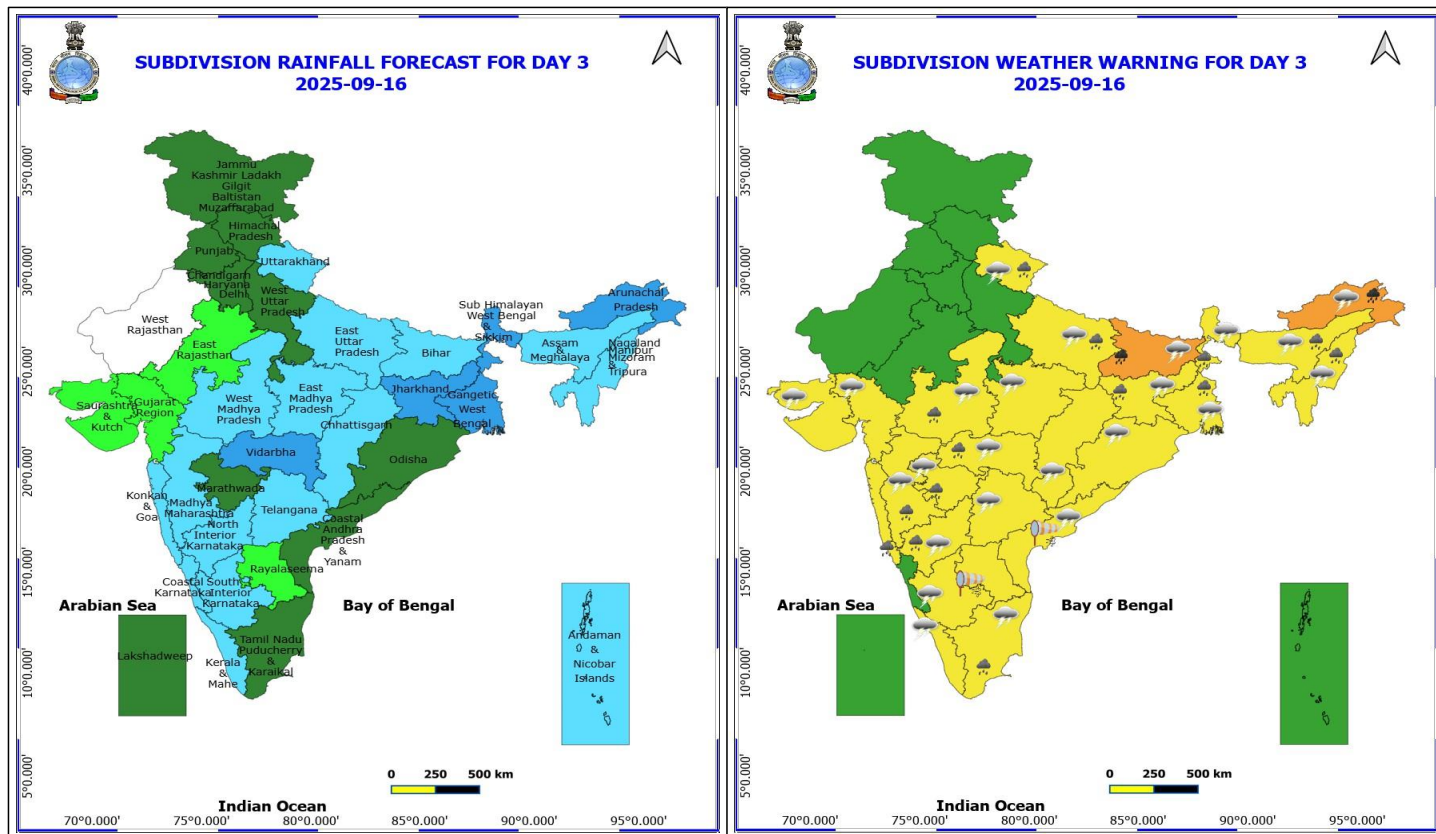 SUBDIVISION RAINFALL FORECAST FOR DAY 3
2025-09-16
40°0.000'
35°0.000'
30°0.000'
25°0.000'
20°0.000'
15°0.000'
10°0.000'
5°0.000'
Jammu
Kashmir Ladakh
Gilgit
Baltistan
Muzaffarabad
Himachal
Pradesh
Punjab
Chandigarh
Haryana
Delhi
Uttarakhand
West
Uttar
Pradesh
West
Rajasthan
East
Rajasthan
East
Uttar
Pradesh
Bihar
Sub Himalayan
West Bengal
&
Sikkim
Arunachal
Pradesh
Assam
&
Meghalaya
Nagaland
Manipur
Mizoram
&
Tripura
Saurashtra
&
Kutch
Gujarat
Region
West
Madhya
Pradesh
East
Madhya
Pradesh
Jharkhand
Gangetic
West
Bengal
Chhattisgarh
Odisha
Vidarbha
Marathwada
Konkan
&
Goa
Madhya
Maharashtra
North
Interior
Karnataka
Telangana
Coastal
Andhra
Pradesh
&
Yanam
Rayalaseema
Coastal
Karnataka
South
Interior
Karnataka
Arabian Sea
Bay of Bengal
Lakshadweep
Kerala
&
Mahe
Tamil Nadu
Puducherry
&
Karaikal
Andaman
&
Nicobar
Islands
0 250 500 km
Indian Ocean
70°0.000' 75°0.000' 80°0.000' 85°0.000' 90°0.000' 95°0.000'
SUBDIVISION WEATHER WARNING FOR DAY 3
2025-09-16
40°0.000'
35°0.000'
30°0.000'
25°0.000'
20°0.000'
15°0.000'
10°0.000'
5°0.000'
Arabian Sea
Bay of Bengal
0 250 500 km
Indian Ocean
70°0.000' 75°0.000' 80°0.000' 85°0.000' 90°0.000' 95°0.000'